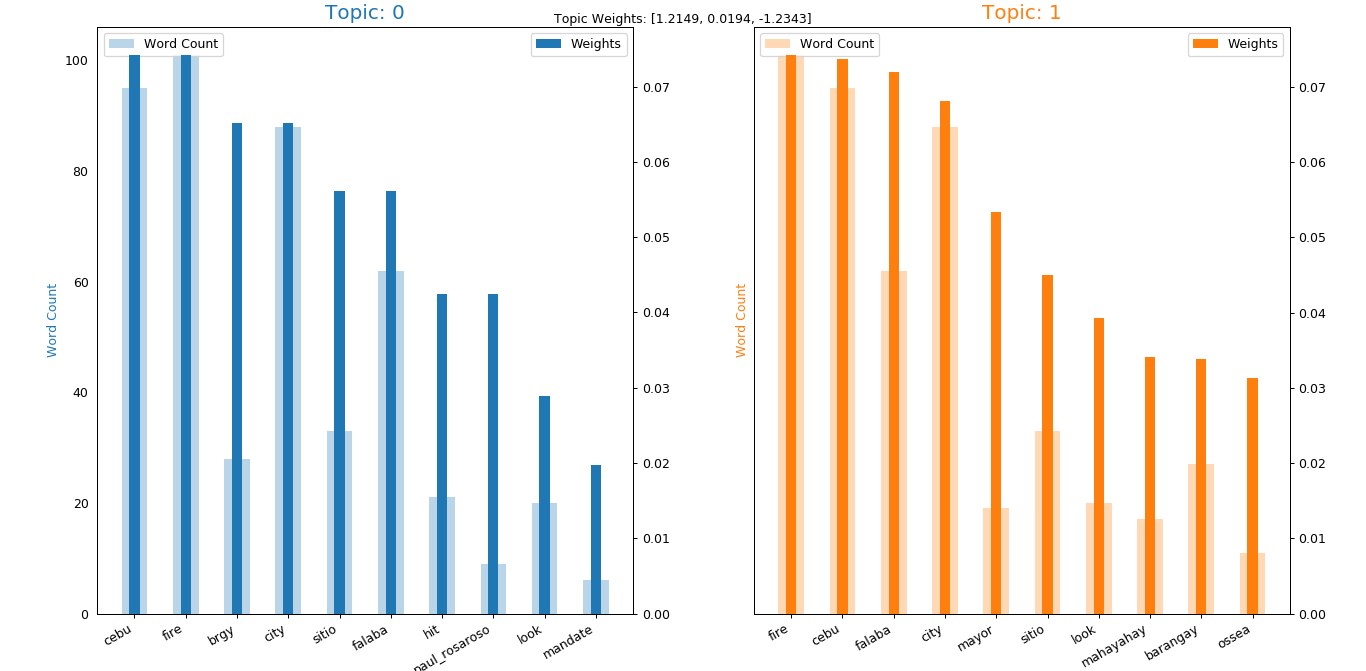 Topic: 0
Topic Weights: [1.2149, 0.0194, -1.2343]
Topic: 1
Word Count
Weights
Word Count
Weights
100
80
60
40
20
0
Word Count
0.07
0.06
0.05
0.04
0.03
0.02
0.01
0.00
Word Count
0.07
0.06
0.05
0.04
0.03
0.02
0.01
0.00
cebu
fire
brgy
city
sitio
falaba
hit
paul_rosaroso
look
mandate
fire
cebu
falaba
city
mayor
sitio
look
mahayahay
barangay
ossea